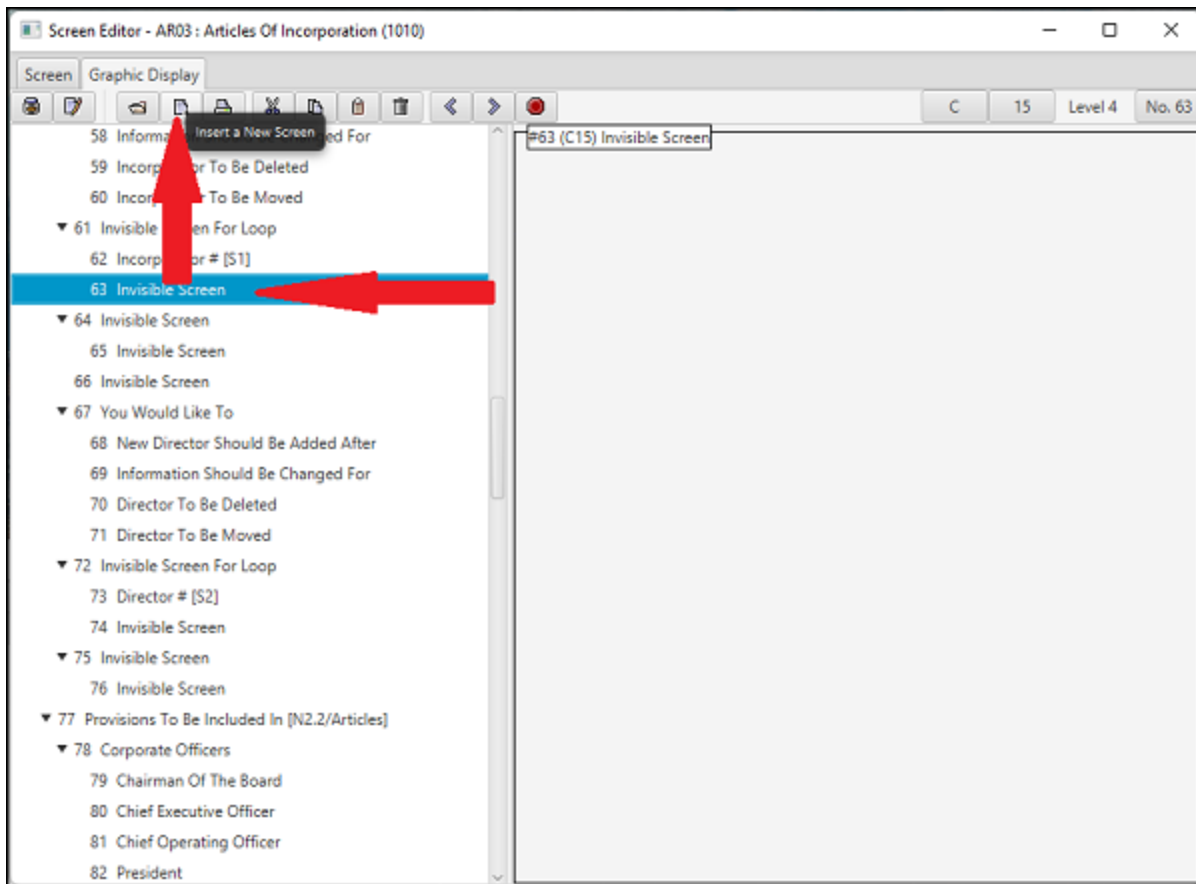 Screen Editor - AR03 : Articles Of Incorporation (1010)
Screen Graphic Display
C 15 Level 4 No. 63
Insert a New Screen
58 Informa ed For
59 Incorp r To Be Deleted
60 Incor To Be Moved
61 Invisible en For Loop
62 Incorp or # [S1]
63 Invisible Screen
64 Invisible Screen
65 Invisible Screen
66 Invisible Screen
67 You Would Like To
68 New Director Should Be Added After
69 Information Should Be Changed For
70 Director To Be Deleted
71 Director To Be Moved
72 Invisible Screen For Loop
73 Director # [S2]
74 Invisible Screen
75 Invisible Screen
76 Invisible Screen
77 Provisions To Be Included In [N2.2/Articles]
78 Corporate Officers
79 Chairman Of The Board
80 Chief Executive Officer
81 Chief Operating Officer
82 President
#63 (C15) Invisible Screen